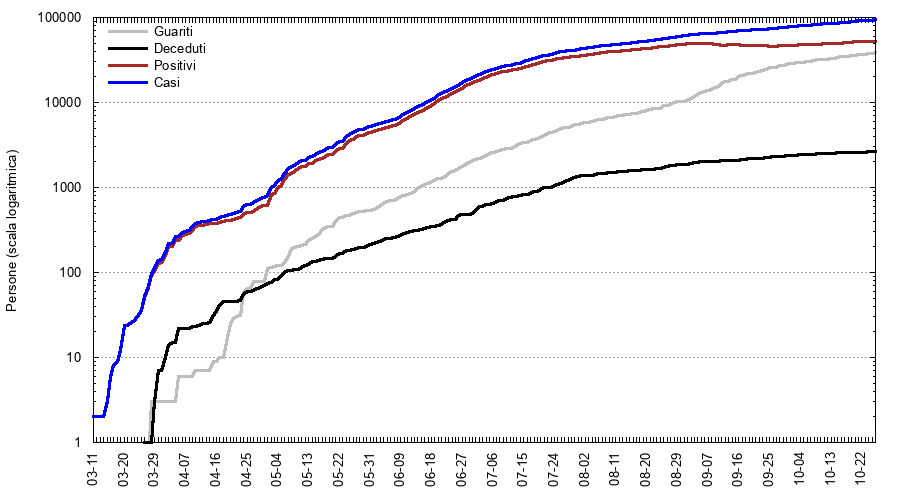 100000
10000
1000
100
10
1
Persone (scala logaritmica)
Guariti
Deceduti
Positivi
Casi
03-11 03-20 03-29 04-07 04-16 04-25 05-04 05-13 05-22 05-31 06-09 06-18 06-27 07-06 07-15 07-24 08-02 08-11 08-20 08-29 09-07 09-16 09-25 10-04 10-13 10-22